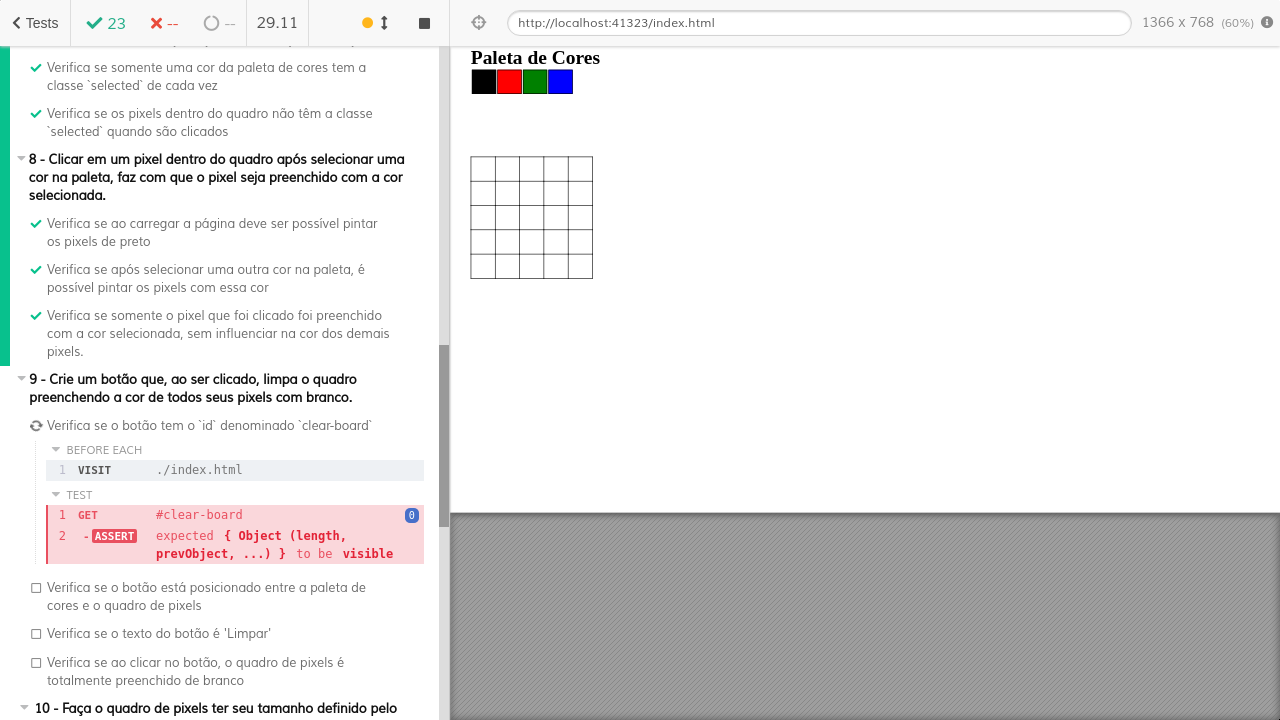 Tests
23
--
--
29.11
http://localhost:41323/index.html
1366 x 768 (60%)
Verifica se somente uma cor da paleta de cores tem a
classe `selected` de cada vez
Verifica se os pixels dentro do quadro não têm a classe
`selected` quando são clicados
8 - Clicar em um pixel dentro do quadro após selecionar uma
cor na paleta, faz com que o pixel seja preenchido com a cor
selecionada.
Verifica se ao carregar a página deve ser possível pintar
os pixels de preto
Verifica se após selecionar uma outra cor na paleta, é
possível pintar os pixels com essa cor
Verifica se somente o pixel que foi clicado foi preenchido
com a cor selecionada, sem influenciar na cor dos demais
pixels.
9 - Crie um botão que, ao ser clicado, limpa o quadro
preenchendo a cor de todos seus pixels com branco.
Verifica se o botão tem o `id` denominado `clear-board`
BEFORE EACH
1 VISIT ./index.html
TEST
1 GET #clear-board 0
2 -ASSERT expected { Object (length,
prevObject, ...) } to be visible
Verifica se o botão está posicionado entre a paleta de
cores e o quadro de pixels
Verifica se o texto do botão é 'Limpar'
Verifica se ao clicar no botão, o quadro de pixels é
totalmente preenchido de branco
10 - Faça o quadro de pixels ter seu tamanho definido pelo
Paleta de Cores